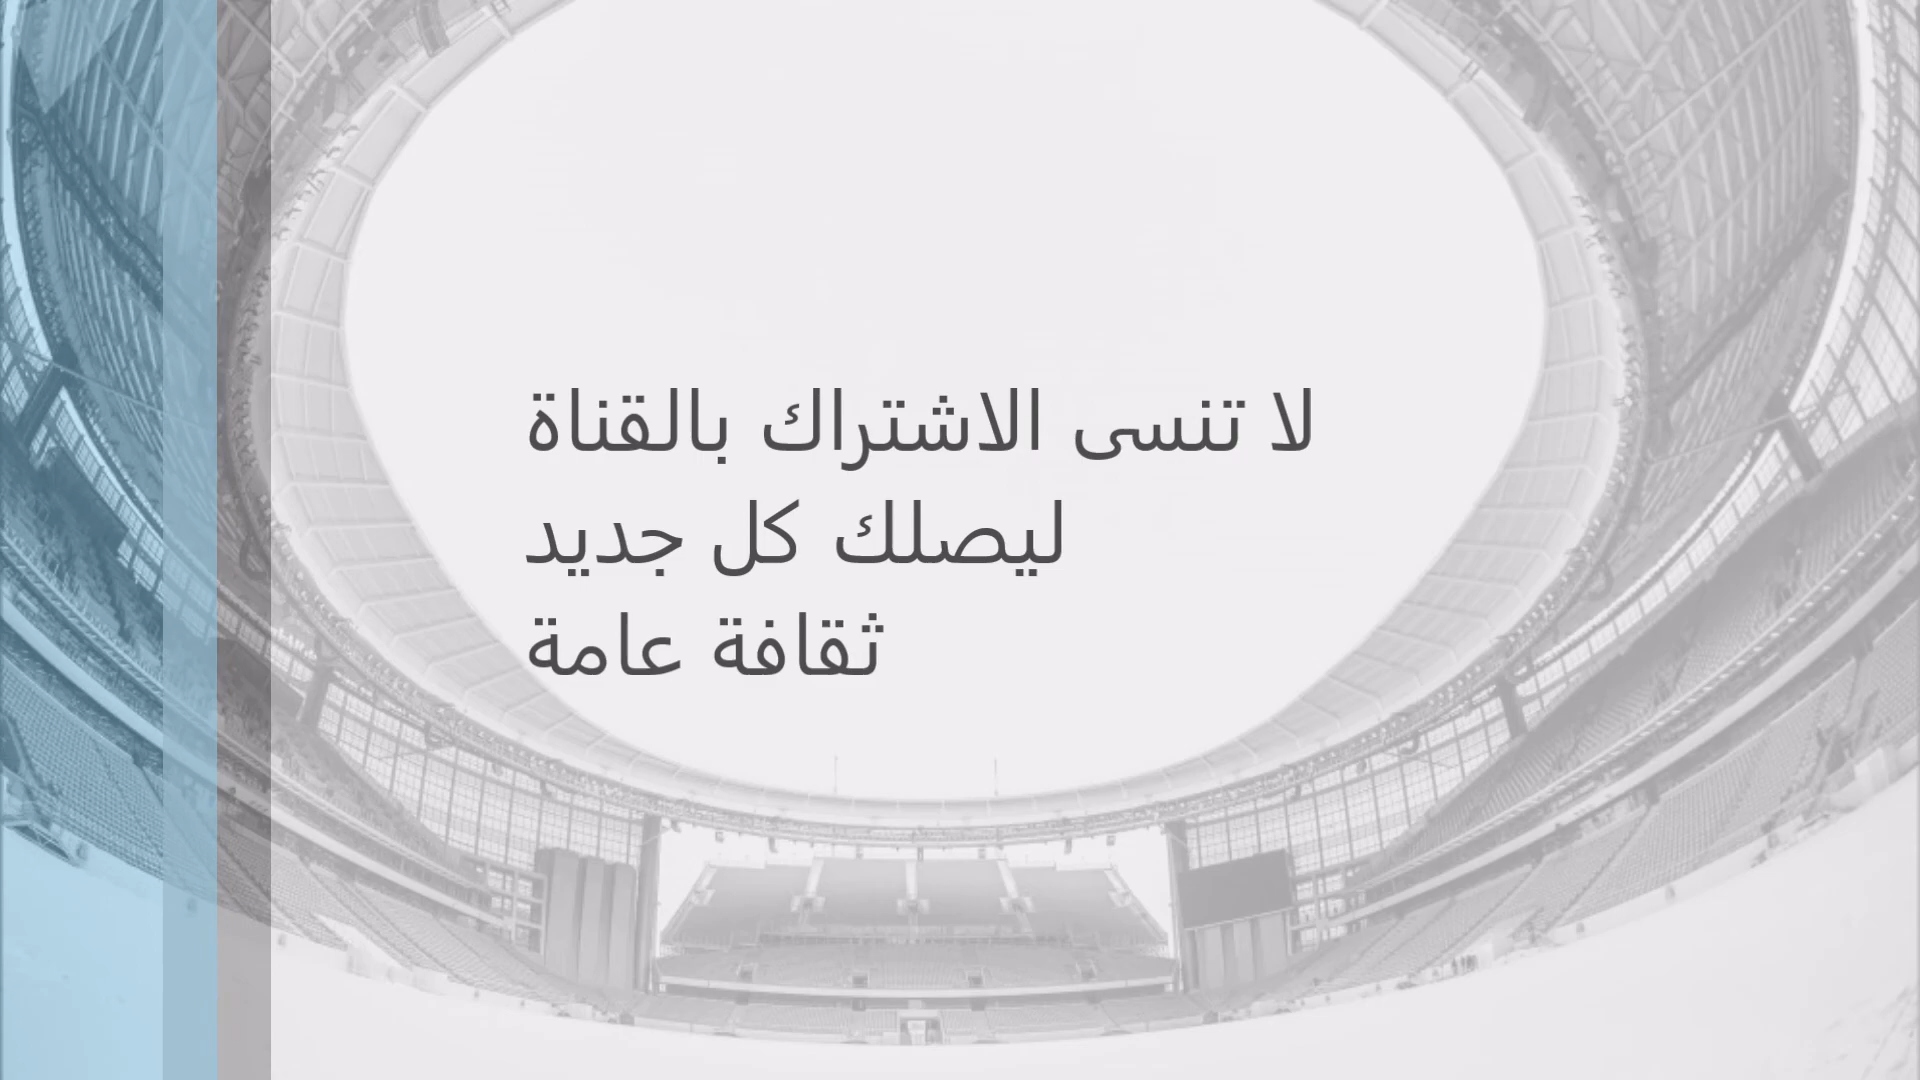 لا تنسى الاشتراك بالقناة
ليصلك كل جديد
ثقافة عامة